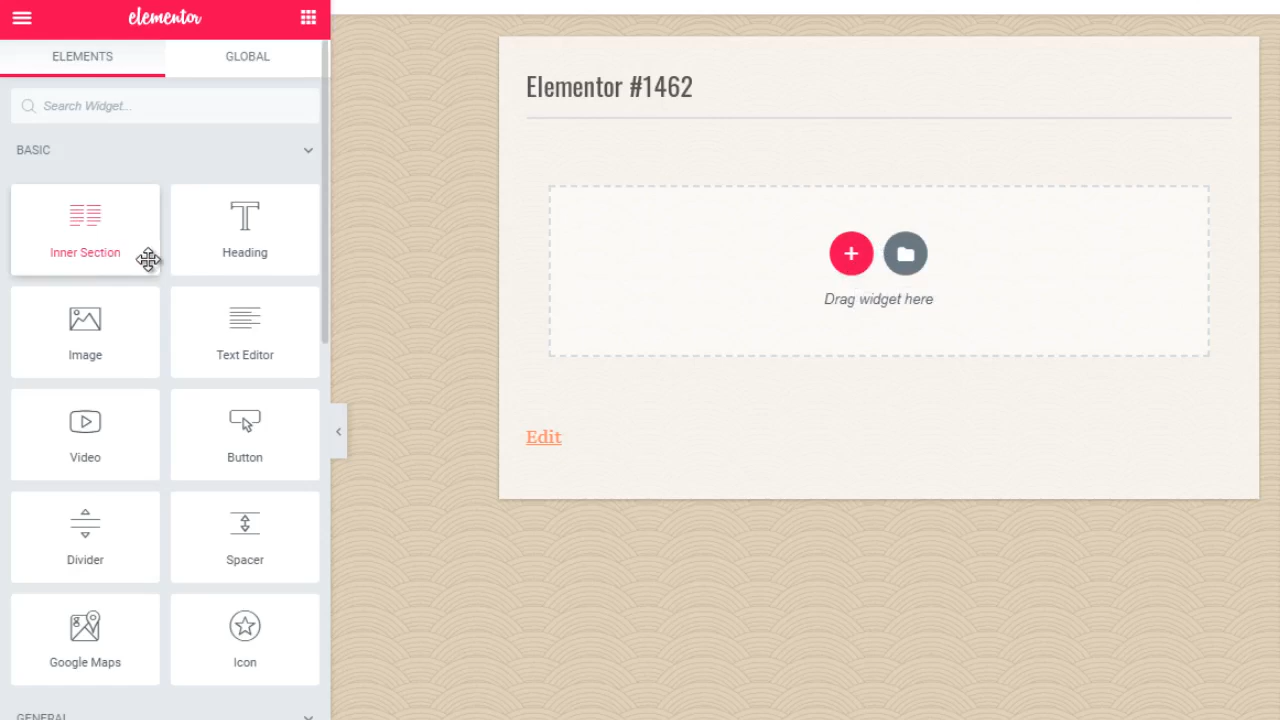 elementor
ELEMENTS
GLOBAL
Search Widget...
BASIC
Inner Section
Heading
Image
Text Editor
Video
Button
Divider
Spacer
Google Maps
Icon
GENERAL
Elementor #1462
Drag widget here
Edit